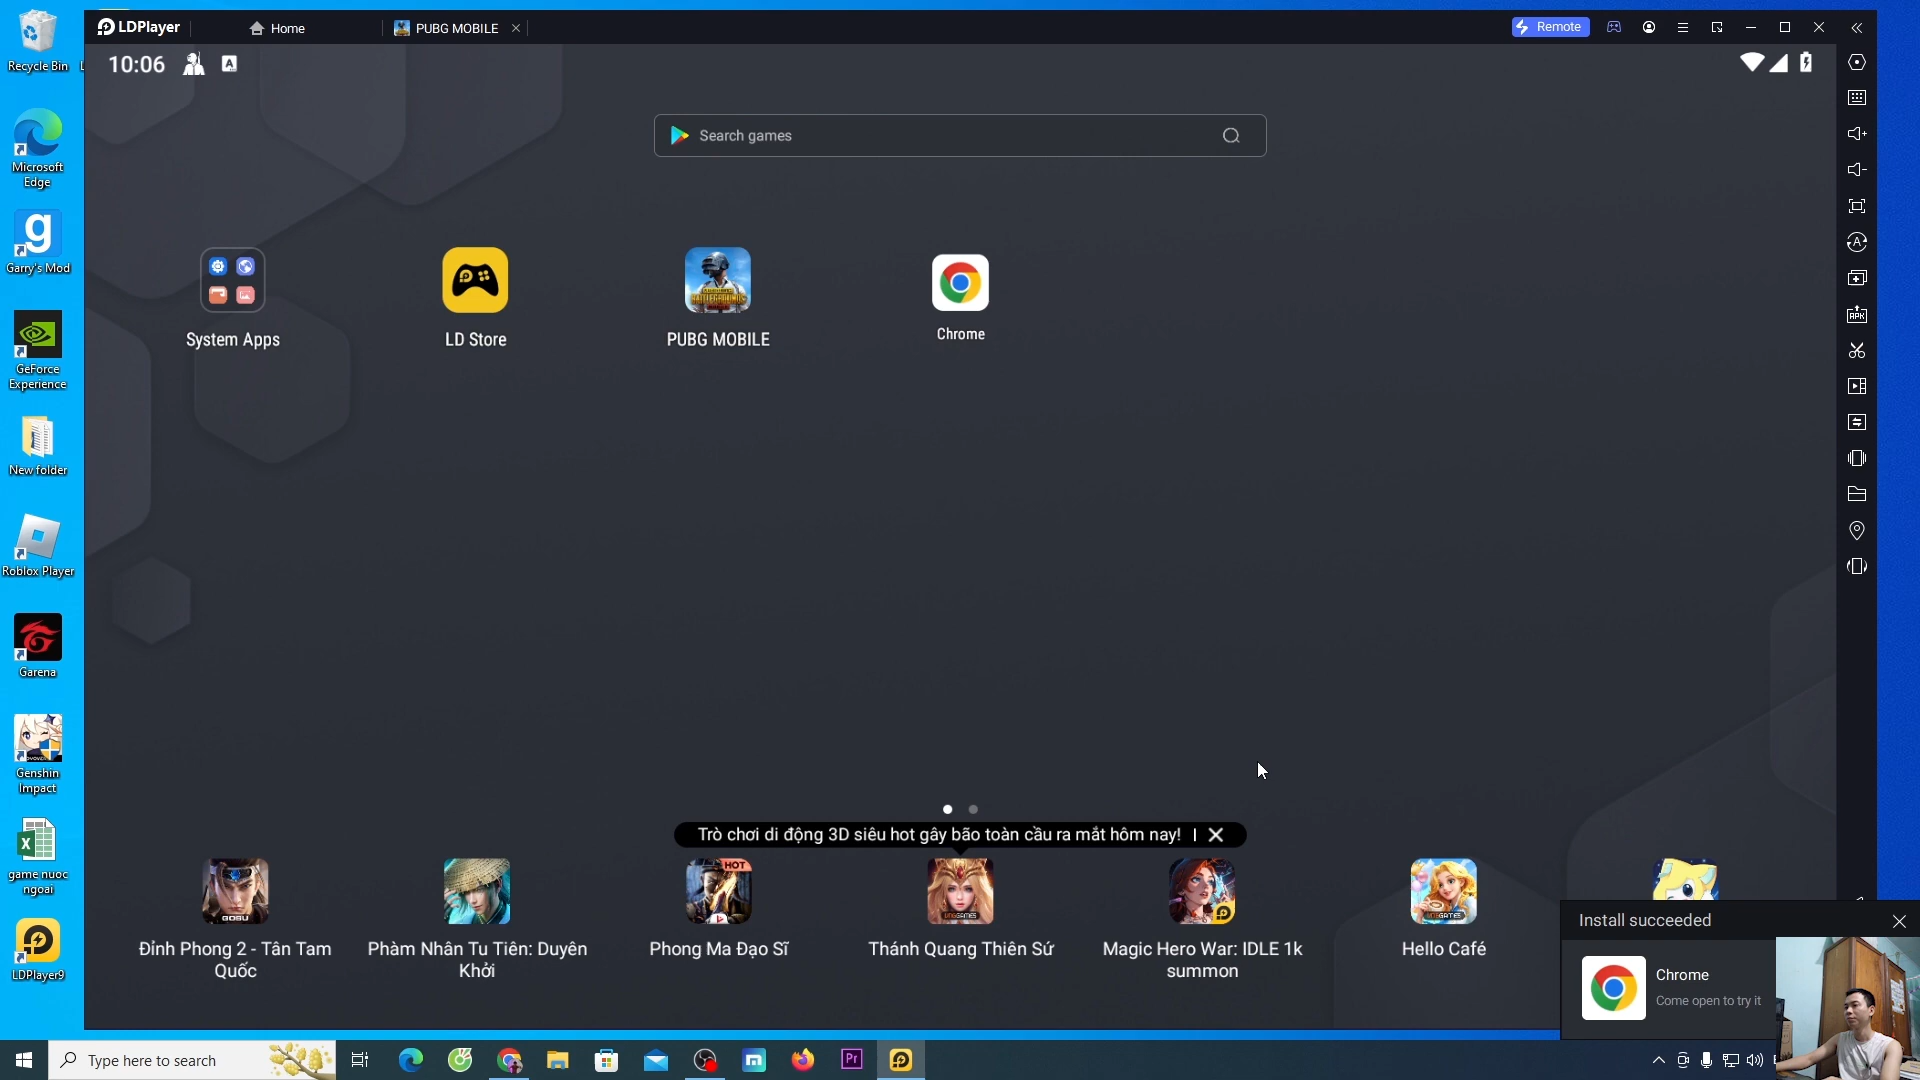 LDPlayer
Home
PUBG MOBILE
Remote
10:06
A
Search games
System Apps
LD Store
PUBG MOBILE
Chrome
Recycle Bin
Microsoft
Edge
Garry's Mod
GeForce
Experience
New folder
Roblox Player
Garena
Genshin
Impact
game nuoc
ngoai
LDPlayer9
Trò chơi di động 3D siêu hot gây bão toàn cầu ra mắt hôm nay!
HOT
Đỉnh Phong 2 - Tân Tam
Quốc
Phàm Nhân Tu Tiên: Duyên
Khởi
Phong Ma Đạo Sĩ
Thánh Quang Thiên Sứ
Magic Hero War: IDLE 1k
summon
Hello Café
Install succeeded
Chrome
Come open to try it
Type here to search
Pr